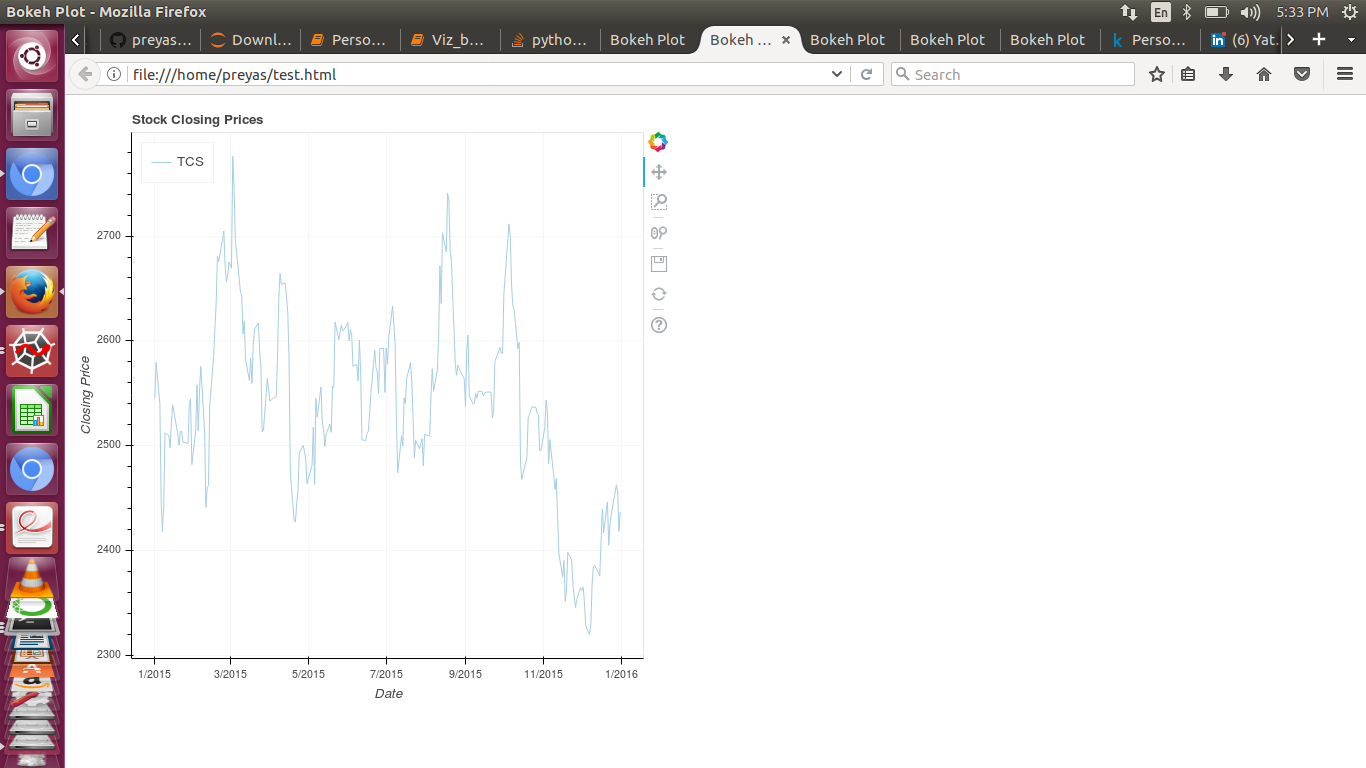 Bokeh Plot - Mozilla Firefox
En
5:33 PM
preyas...
Downl...
Perso...
Viz_b...
pytho...
Bokeh Plot
Bokeh ...
Bokeh Plot
Bokeh Plot
Bokeh Plot
Perso...
(6) Yat...
file:///home/preyas/test.html
Search
Stock Closing Prices
TCS
2700
2600
2500
2400
2300
Closing Price
1/2015
3/2015
5/2015
7/2015
9/2015
11/2015
1/2016
Date